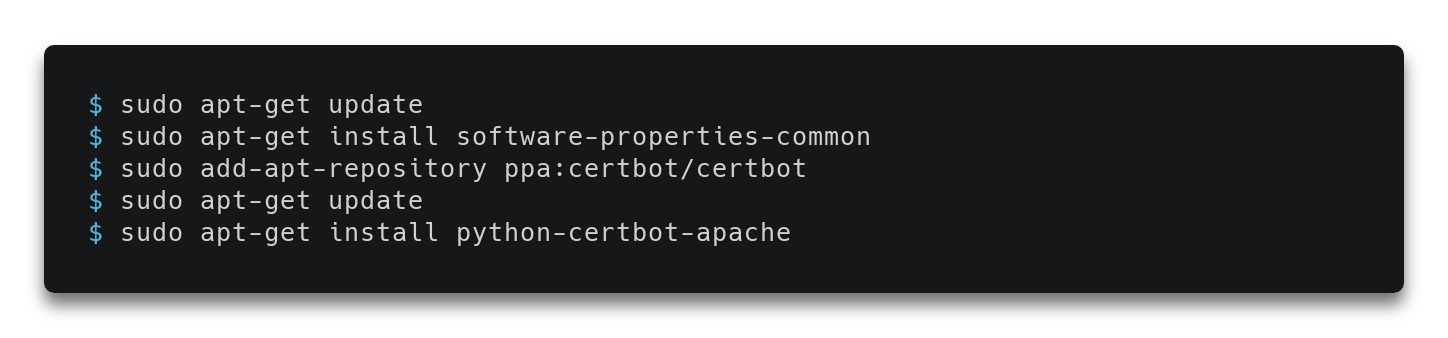 $ sudo apt-get update
$ sudo apt-get install software-properties-common
$ sudo add-apt-repository ppa:certbot/certbot
$ sudo apt-get update
$ sudo apt-get install python-certbot-apache